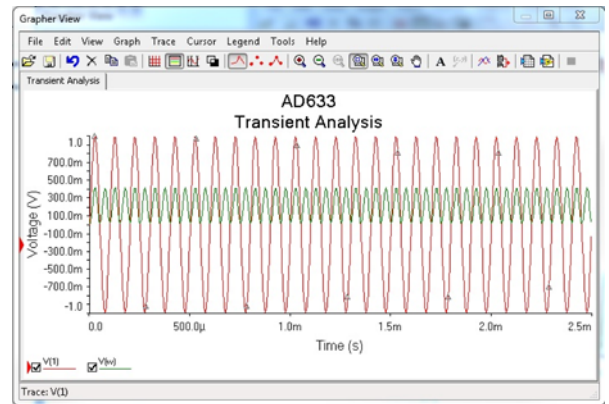 Grapher View
File Edit View Graph Trace Cursor Legend Tools Help
A
Transient Analysis
AD633
Transient Analysis
Voltage (V)
1.0
700.0m
500.0m
300.0m
100.0m
-100.0m
-300.0m
-500.0m
-700.0m
-1.0
0.0 500.0µ 1.0m 1.5m 2.0m 2.5m
Time (s)
V(1) V(w)
Trace: V(1)